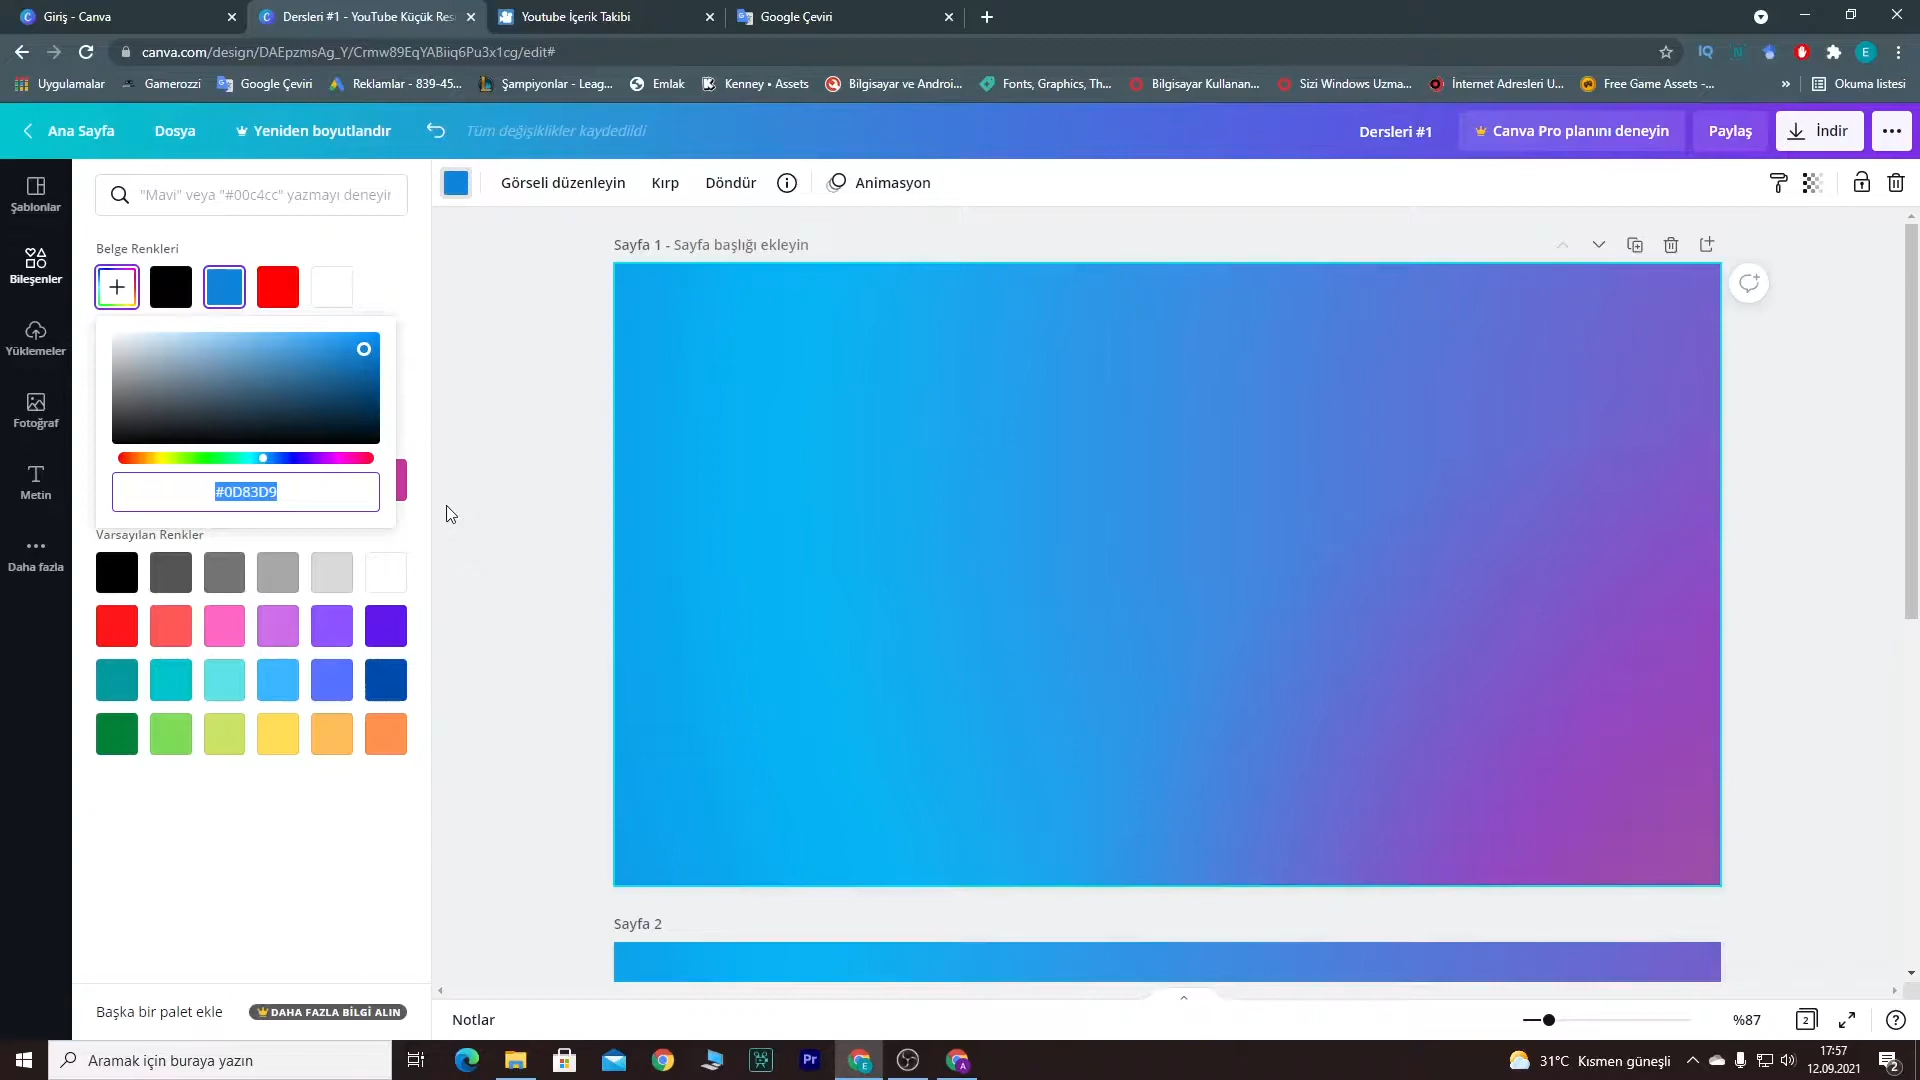 Giriş - Canva
Dersleri #1 - YouTube Küçük Res
Youtube İçerik Takibi
Google Çeviri
canva.com/design/DAEpzmsAg_Y/Crmw89EqYABiiq6Pu3x1cg/edit#
Uygulamalar
Gamerozzi
Google Çeviri
Reklamlar - 839-45...
Şampiyonlar - Leag...
Emlak
Kenney • Assets
Bilgisayar ve Androi...
Fonts, Graphics, Th...
Bilgisayar Kullanan...
Sizi Windows Uzma...
İnternet Adresleri U...
Free Game Assets -...
Okuma listesi
Ana Sayfa
Dosya
Yeniden boyutlandır
Tüm değişiklikler kaydedildi
Dersleri #1
Canva Pro planını deneyin
Paylaş
İndir
Şablonlar
Bileşenler
Yüklemeler
Fotoğraf
Metin
Daha fazla
"Mavi" veya "#00c4cc" yazmayı deneyin
Belge Renkleri
#0D83D9
Varsayılan Renkler
Başka bir palet ekle
DAHA FAZLA BİLGİ ALIN
Görseli düzenleyin
Kırp
Döndür
Animasyon
Sayfa 1 - Sayfa başlığı ekleyin
Sayfa 2
Notlar
%87
2
Aramak için buraya yazın
31°C Kısmen güneşli
17:57
12.09.2021
2